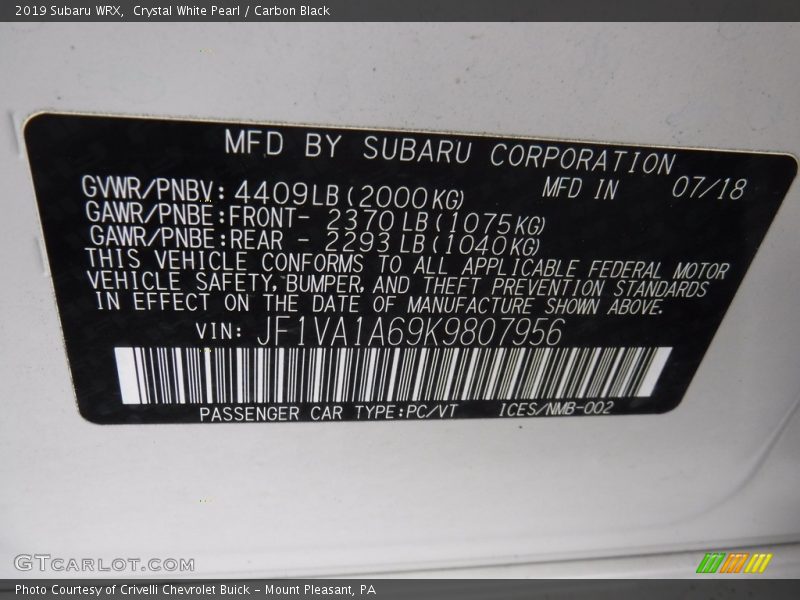 2019 Subaru WRX,  Crystal White Pearl / Carbon Black
MFD BY SUBARU CORPORATION
GVWR/PNBV: 4409LB(2000KG) MFD IN 07/18
GAWR/PNBE:FRONT- 2370 LB(1075KG)
GAWR/PNBE:REAR - 2293 LB(1040KG)
THIS VEHICLE CONFORMS TO ALL APPLICABLE FEDERAL MOTOR
VEHICLE SAFETY, BUMPER, AND THEFT PREVENTION STANDARDS
IN EFFECT ON THE DATE OF MANUFACTURE SHOWN ABOVE.
VIN: JF1VA1A69K9807956
PASSENGER CAR TYPE:PC/VT ICES/NMB-002
GTCARLOT.COM
Photo Courtesy of Crivelli Chevrolet Buick - Mount Pleasant, PA